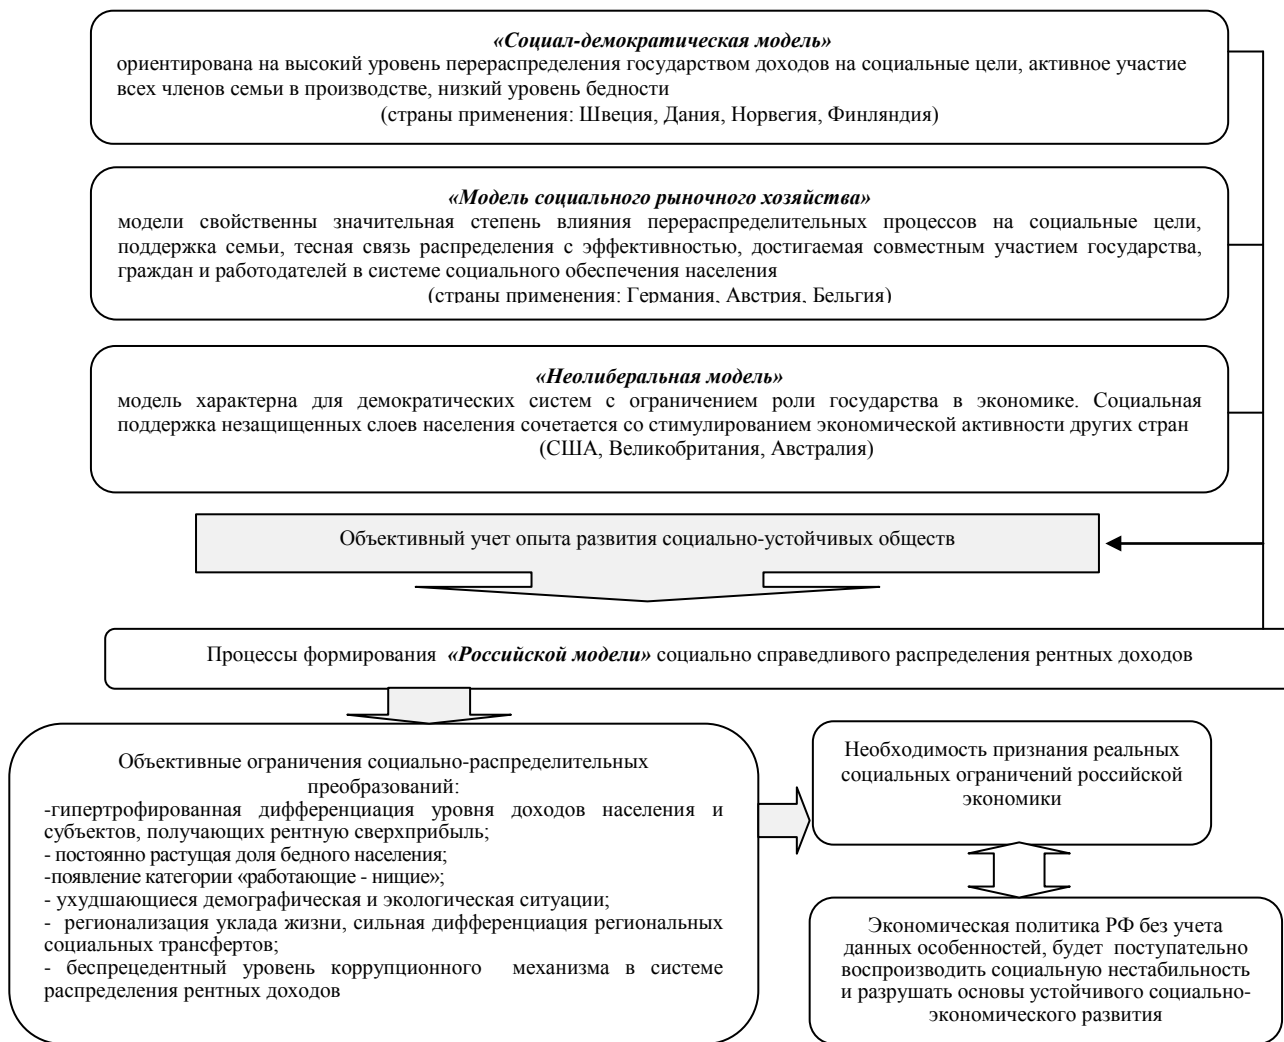 «Социал-демократическая модель»
ориентирована на высокий уровень перераспределения государством доходов на социальные цели, активное участие
всех членов семьи в производстве, низкий уровень бедности
(страны применения: Швеция, Дания, Норвегия, Финляндия)
«Модель социального рыночного хозяйства»
модели свойственны значительная степень влияния перераспределительных процессов на социальные цели,
поддержка семьи, тесная связь распределения с эффективностью, достигаемая совместным участием государства,
граждан и работодателей в системе социального обеспечения населения
(страны применения: Германия, Австрия, Бельгия)
«Неолиберальная модель»
модель характерна для демократических систем с ограничением роли государства в экономике. Социальная
поддержка незащищенных слоев населения сочетается со стимулированием экономической активности других стран
(США, Великобритания, Австралия)
Объективный учет опыта развития социально-устойчивых обществ
Процессы формирования «Российской модели» социально справедливого распределения рентных доходов
Объективные ограничения социально-распределительных
преобразований:
-гипертрофированная дифференциация уровня доходов населения и
субъектов, получающих рентную сверхприбыль;
- постоянно растущая доля бедного населения;
-появление категории «работающие - нищие»;
- ухудшающиеся демографическая и экологическая ситуации;
- регионализация уклада жизни, сильная дифференциация региональных
социальных трансфертов;
- беспрецедентный уровень коррупционного механизма в системе
распределения рентных доходов
Необходимость признания реальных
социальных ограничений российской
экономики
Экономическая политика РФ без учета
данных особенностей, будет поступательно
воспроизводить социальную нестабильность
и разрушать основы устойчивого социально-
экономического развития